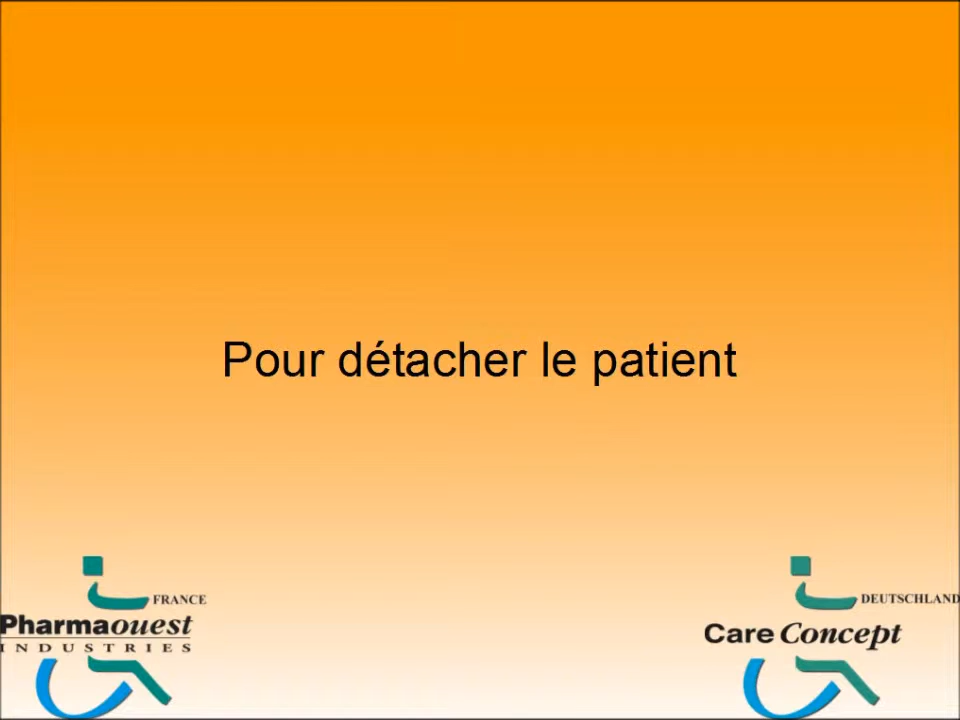 Pour détacher le patient
FRANCE
Pharmaouest
INDUSTRIES
DEUTSCHLAND
Care Concept